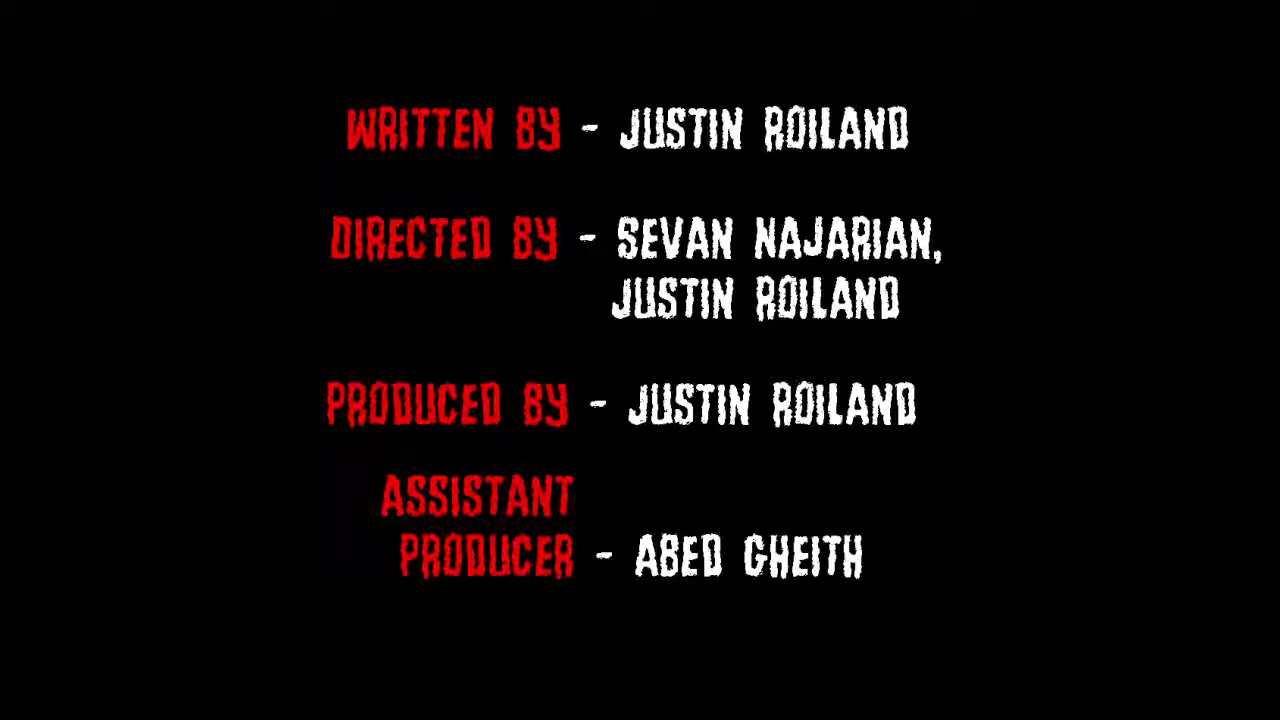 WRITTEN BY - JUSTIN ROILAND
DIRECTED BY - SEVAN NAJARIAN,
JUSTIN ROILAND
PRODUCED BY - JUSTIN ROILAND
ASSISTANT
PRODUCER - ABED GHEITH